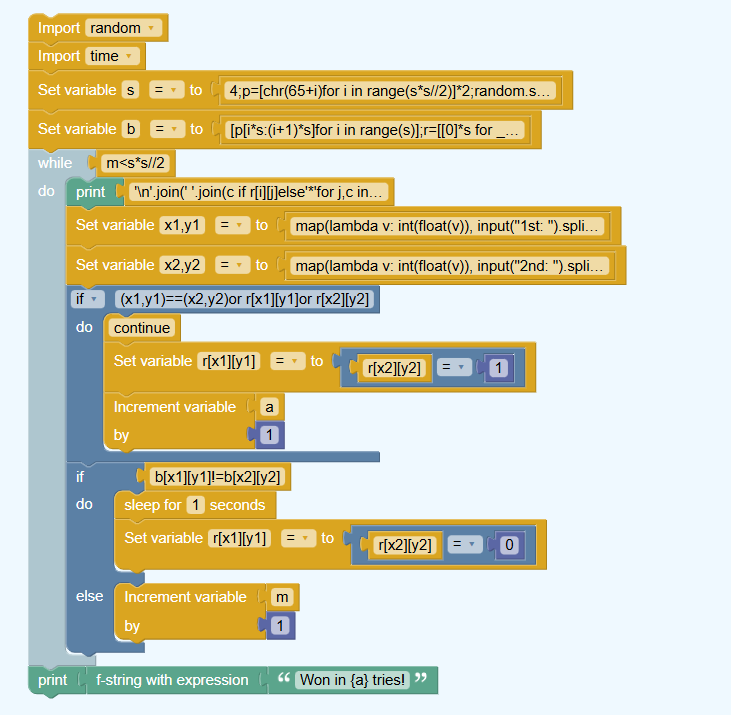 Import random
Import time
Set variable s = to 4;p=[chr(65+i)for i in range(s*s//2)]*2;random.s...
Set variable b = to [p[i*s:(i+1)*s]for i in range(s)];r=[[0]*s for _...
while m<s*s//2
do print '\n'.join(' '.join(c if r[i][j]else'*'for j,c in...
Set variable x1,y1 = to map(lambda v: int(float(v)), input("1st: ").spli...
Set variable x2,y2 = to map(lambda v: int(float(v)), input("2nd: ").spli...
if (x1,y1)==(x2,y2)or r[x1][y1]or r[x2][y2]
do continue
Set variable r[x1][y1] = to r[x2][y2] = 1
Increment variable a
by 1
if b[x1][y1]!=b[x2][y2]
do sleep for 1 seconds
Set variable r[x1][y1] = to r[x2][y2] = 0
else Increment variable m
by 1
print f-string with expression “ Won in {a} tries! ”